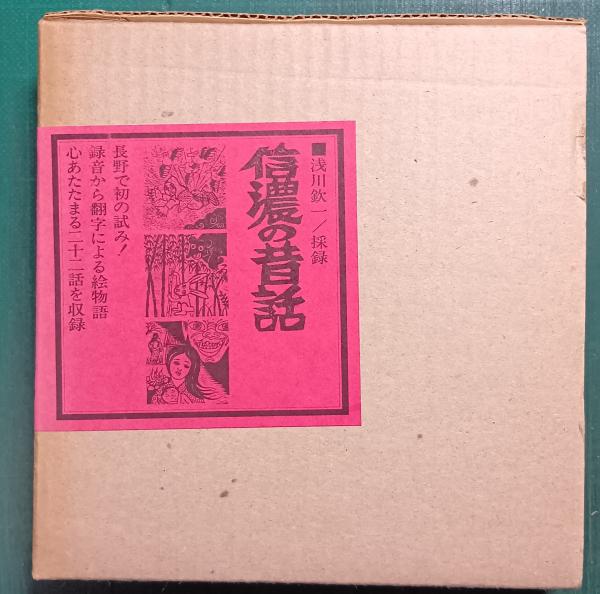 ■浅川欽一／採録
信濃の昔話
長野で初の試み！
録音から翻字による絵物語
心あたたまる二十二話を収録